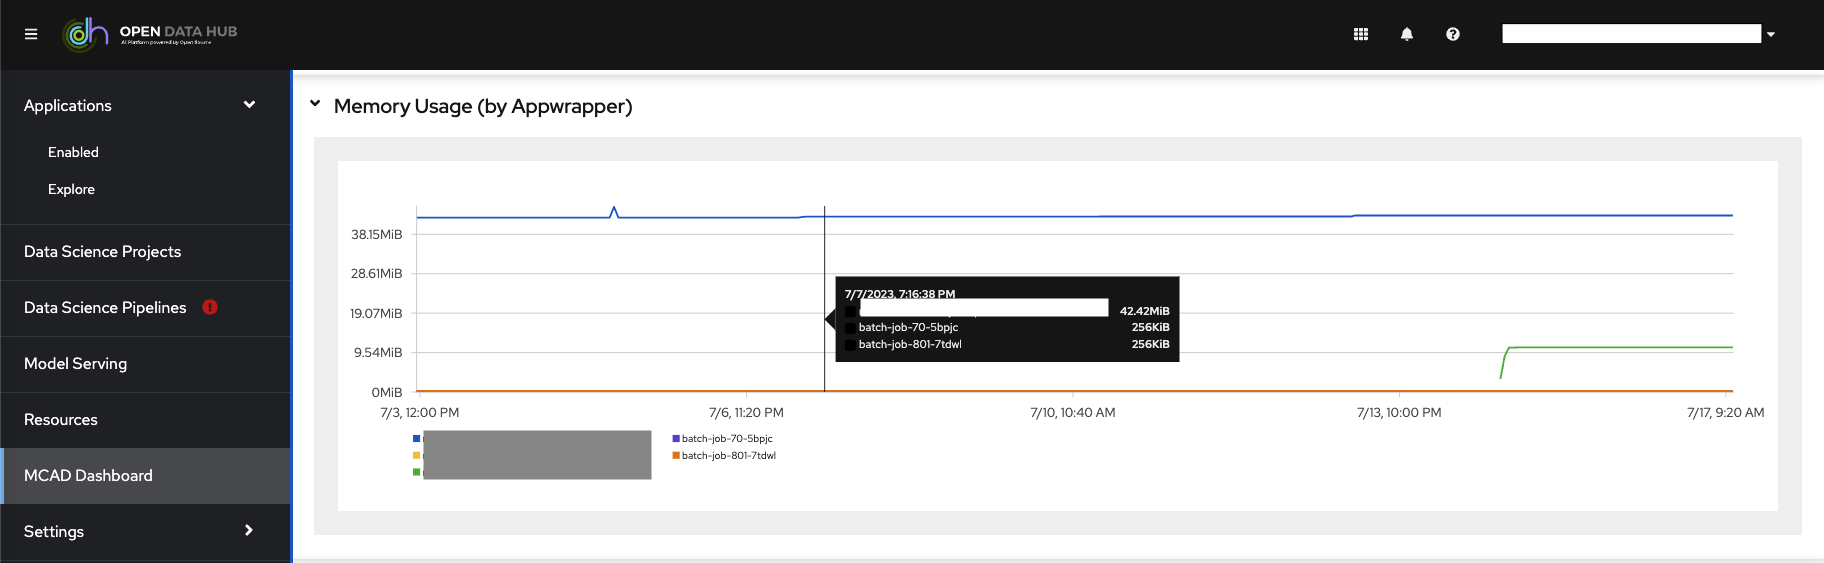 OPEN DATA HUB
AI Platform powered by Open Source
Applications
Enabled
Explore
Data Science Projects
Data Science Pipelines
Model Serving
Resources
MCAD Dashboard
Settings
Memory Usage (by Appwrapper)
38.15MiB
28.61MiB
19.07MiB
9.54MiB
0MiB
7/7/2023, 7:16:38 PM
42.42MiB
batch-job-70-5bpjc 256KiB
batch-job-801-7tdwl 256KiB
7/3, 12:00 PM 7/6, 11:20 PM 7/10, 10:40 AM 7/13, 10:00 PM 7/17, 9:20 AM
batch-job-70-5bpjc
batch-job-801-7tdwl